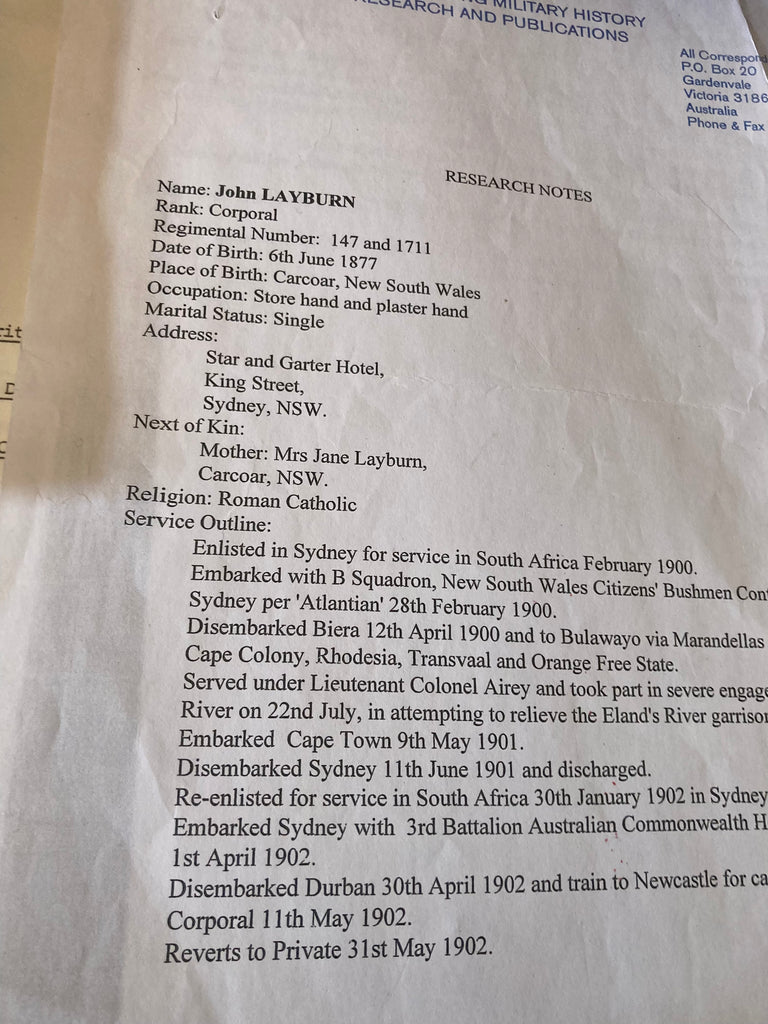 MILITARY HISTORY
RESEARCH AND PUBLICATIONS
All Correspond
P.O. Box 20
Gardenvale
Victoria 3186
Australia
Phone & Fax
RESEARCH NOTES
Name: John LAYBURN
Rank: Corporal
Regimental Number: 147 and 1711
Date of Birth: 6th June 1877
Place of Birth: Carcoar, New South Wales
Occupation: Store hand and plaster hand
Marital Status: Single
Address:
Star and Garter Hotel,
King Street,
Sydney, NSW.
Next of Kin:
Mother: Mrs Jane Layburn,
Carcoar, NSW.
Religion: Roman Catholic
Service Outline:
Enlisted in Sydney for service in South Africa February 1900.
Embarked with B Squadron, New South Wales Citizens' Bushmen Con
Sydney per 'Atlantian' 28th February 1900.
Disembarked Biera 12th April 1900 and to Bulawayo via Marandellas
Cape Colony, Rhodesia, Transvaal and Orange Free State.
Served under Lieutenant Colonel Airey and took part in severe engage
River on 22nd July, in attempting to relieve the Eland's River garrison
Embarked Cape Town 9th May 1901.
Disembarked Sydney 11th June 1901 and discharged.
Re-enlisted for service in South Africa 30th January 1902 in Sydney
Embarked Sydney with 3rd Battalion Australian Commonwealth H
1st April 1902.
Disembarked Durban 30th April 1902 and train to Newcastle for ca
Corporal 11th May 1902.
Reverts to Private 31st May 1902.